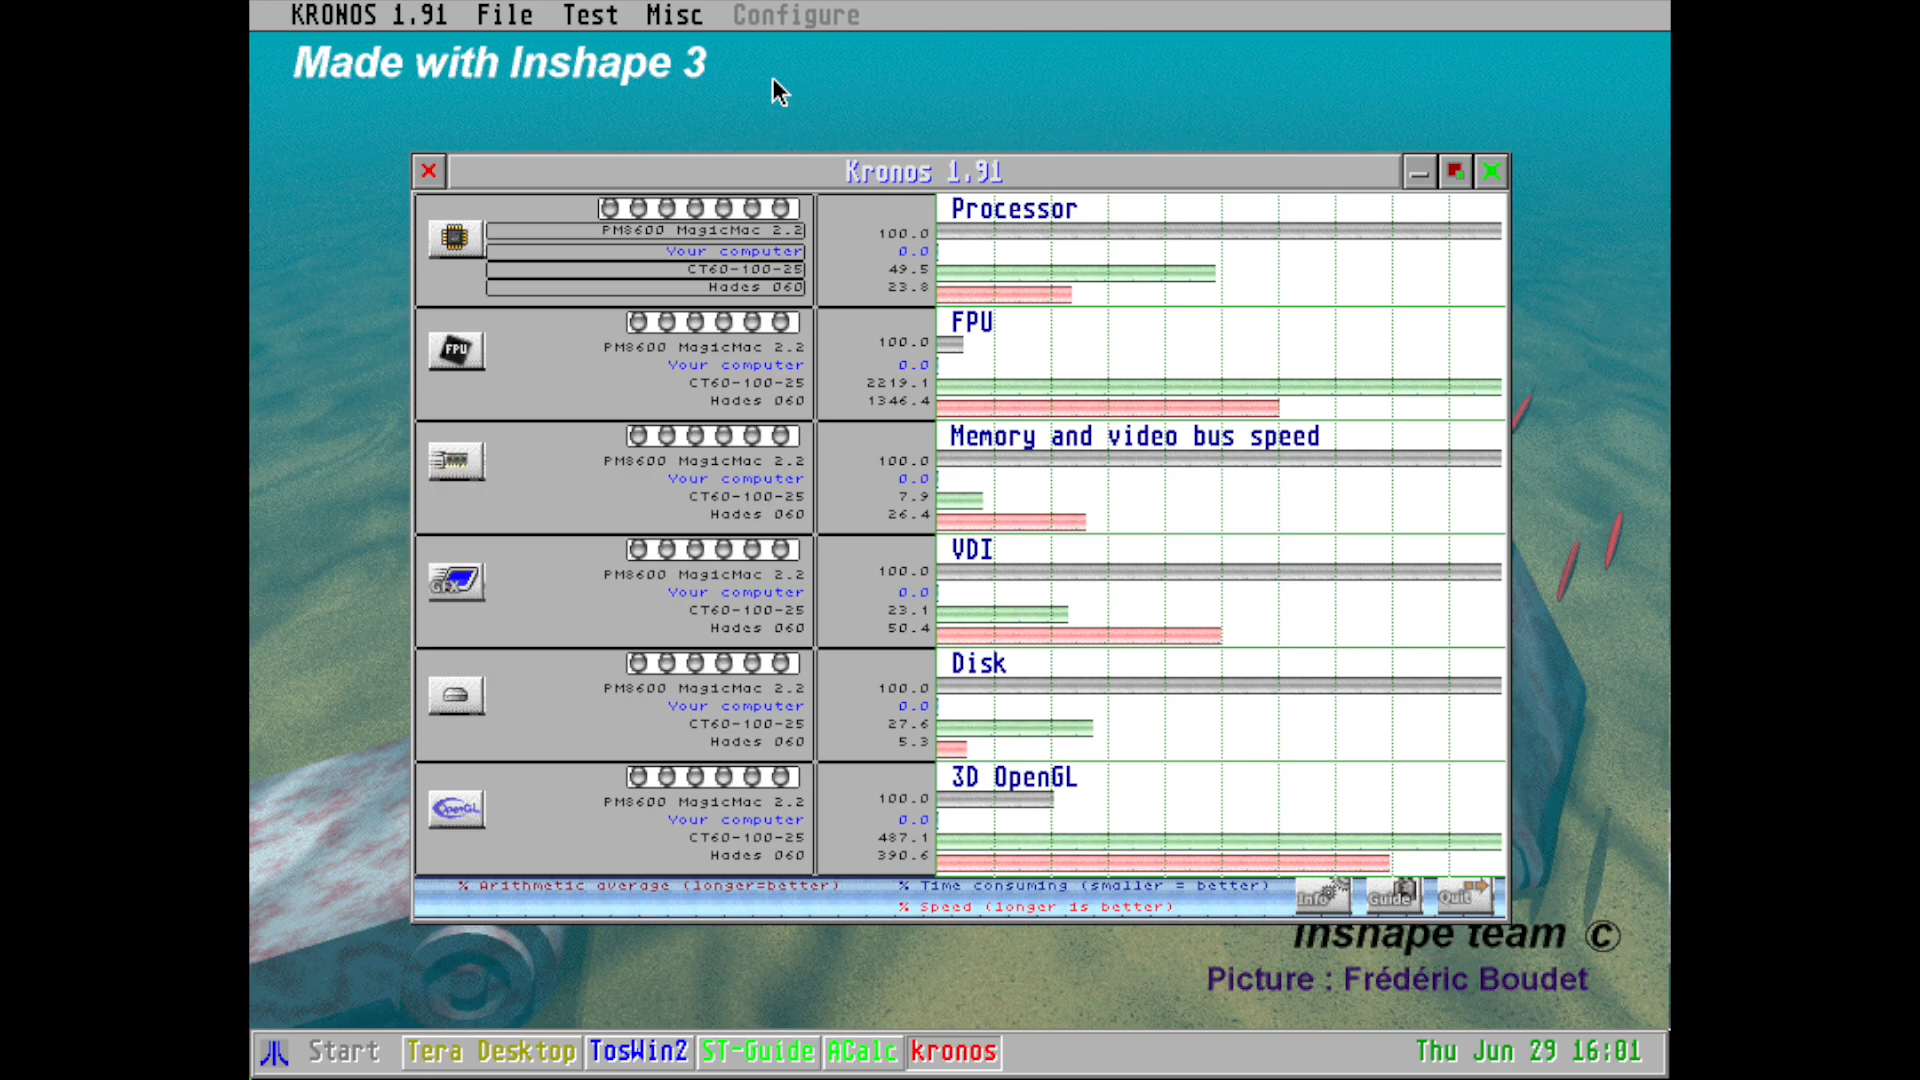 KRONOS 1.91 File Test Misc Configure
Made with Inshape 3
Kronos 1.91
Processor
PM8600 MagicMac 2.2 100.0
Your computer 0.0
CT60-100-25 49.5
Hades 060 23.8
FPU
FPU
PM8600 MagicMac 2.2 100.0
Your computer 0.0
CT60-100-25 2219.1
Hades 060 1346.4
Memory and video bus speed
PM8600 MagicMac 2.2 100.0
Your computer 0.0
CT60-100-25 7.9
Hades 060 26.4
VDI
GFX
PM8600 MagicMac 2.2 100.0
Your computer 0.0
CT60-100-25 23.1
Hades 060 50.4
Disk
PM8600 MagicMac 2.2 100.0
Your computer 0.0
CT60-100-25 27.6
Hades 060 5.3
3D OpenGL
OpenGL
PM8600 MagicMac 2.2 100.0
Your computer 0.0
CT60-100-25 487.1
Hades 060 390.6
% Arithmetic average (longer=better) % Time consuming (smaller = better)
% Speed (longer is better)
Info Guide Quit
Inshape team ©
Picture : Frédéric Boudet
Start Tera Desktop TosWin2 ST-Guide ACalc kronos Thu Jun 29 16:01